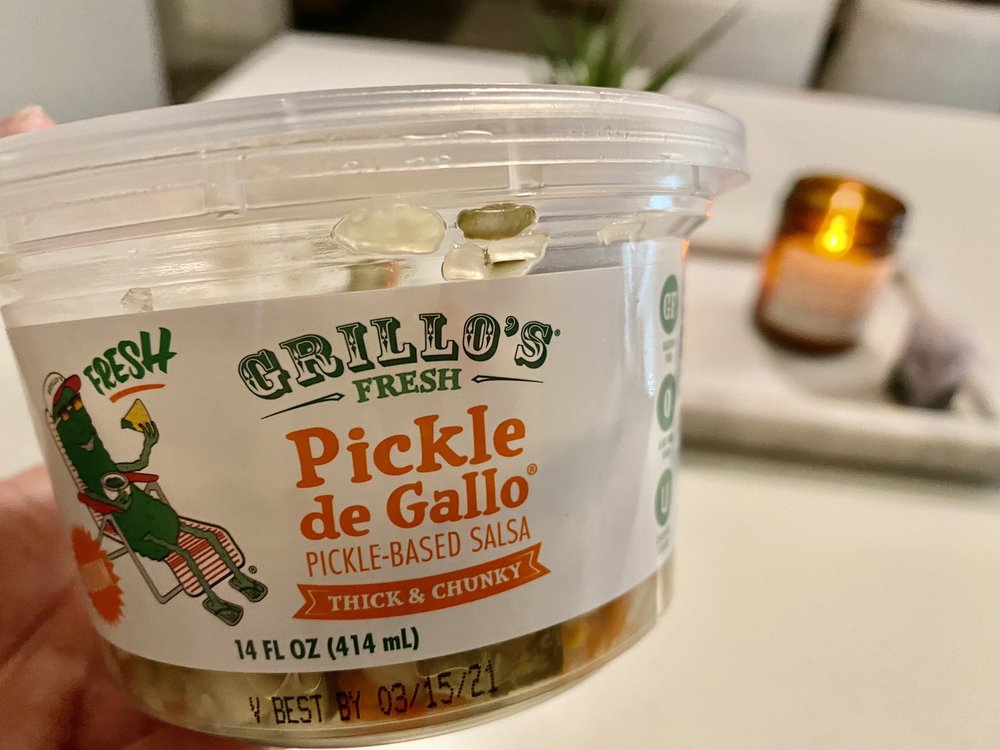 FRESH
GRILLO'S®
FRESH
Pickle
de Gallo®
PICKLE-BASED SALSA
THICK & CHUNKY
14 FL OZ (414 mL)
V BEST BY 03/15/21
GF
U